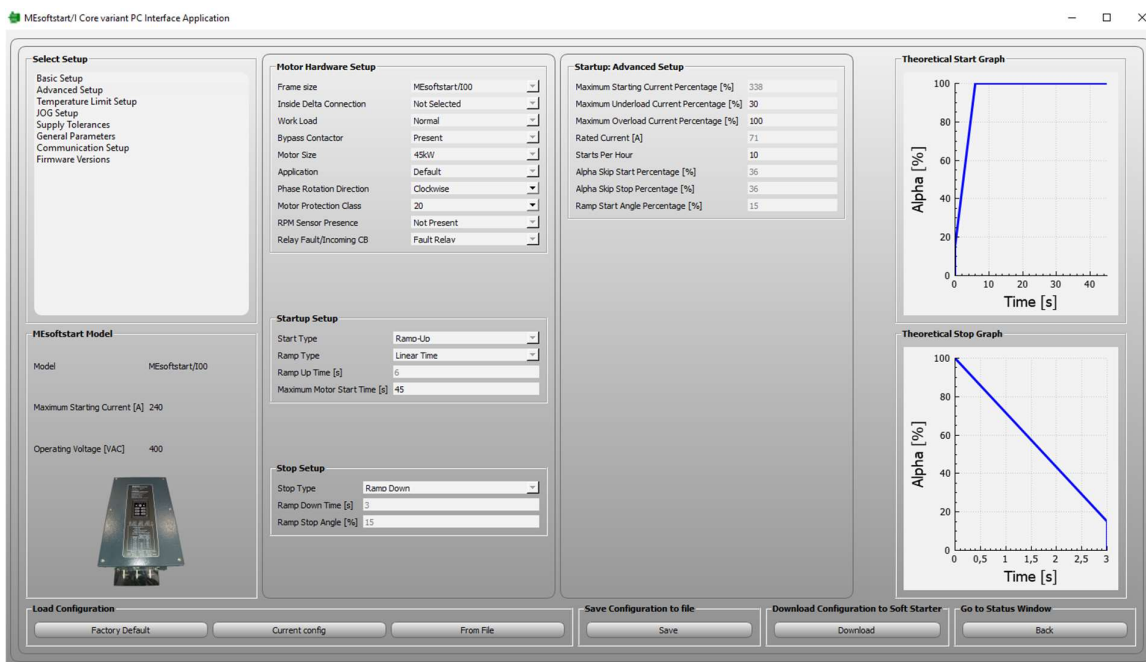 MEsoftstart/I Core variant PC Interface Application
Select Setup
Basic Setup
Advanced Setup
Temperature Limit Setup
JOG Setup
Supply Tolerances
General Parameters
Communication Setup
Firmware Versions
MEsoftstart Model
Model MEsoftstart/I00
Maximum Starting Current [A] 240
Operating Voltage [VAC] 400
Motor Hardware Setup
Frame size MEsoftstart/I00
Inside Delta Connection Not Selected
Work Load Normal
Bypass Contactor Present
Motor Size 45kW
Application Default
Phase Rotation Direction Clockwise
Motor Protection Class 20
RPM Sensor Presence Not Present
Relay Fault/Incoming CB Fault Relay
Startup Setup
Start Type Ramp-Up
Ramp Type Linear Time
Ramp Up Time [s] 6
Maximum Motor Start Time [s] 45
Stop Setup
Stop Type Ramp Down
Ramp Down Time [s] 3
Ramp Stop Angle [%] 15
Startup: Advanced Setup
Maximum Starting Current Percentage [%] 338
Maximum Underload Current Percentage [%] 30
Maximum Overload Current Percentage [%] 100
Rated Current [A] 71
Starts Per Hour 10
Alpha Skip Start Percentage [%] 36
Alpha Skip Stop Percentage [%] 36
Ramp Start Angle Percentage [%] 15
Theoretical Start Graph
Alpha [%]
100
80
60
40
20
0
0 10 20 30 40
Time [s]
Theoretical Stop Graph
Alpha [%]
100
80
60
40
20
0
0 0,5 1 1,5 2 2,5 3
Time [s]
Load Configuration
Factory Default Current config From File
Save Configuration to file
Save
Download Configuration to Soft Starter
Download
Go to Status Window
Back